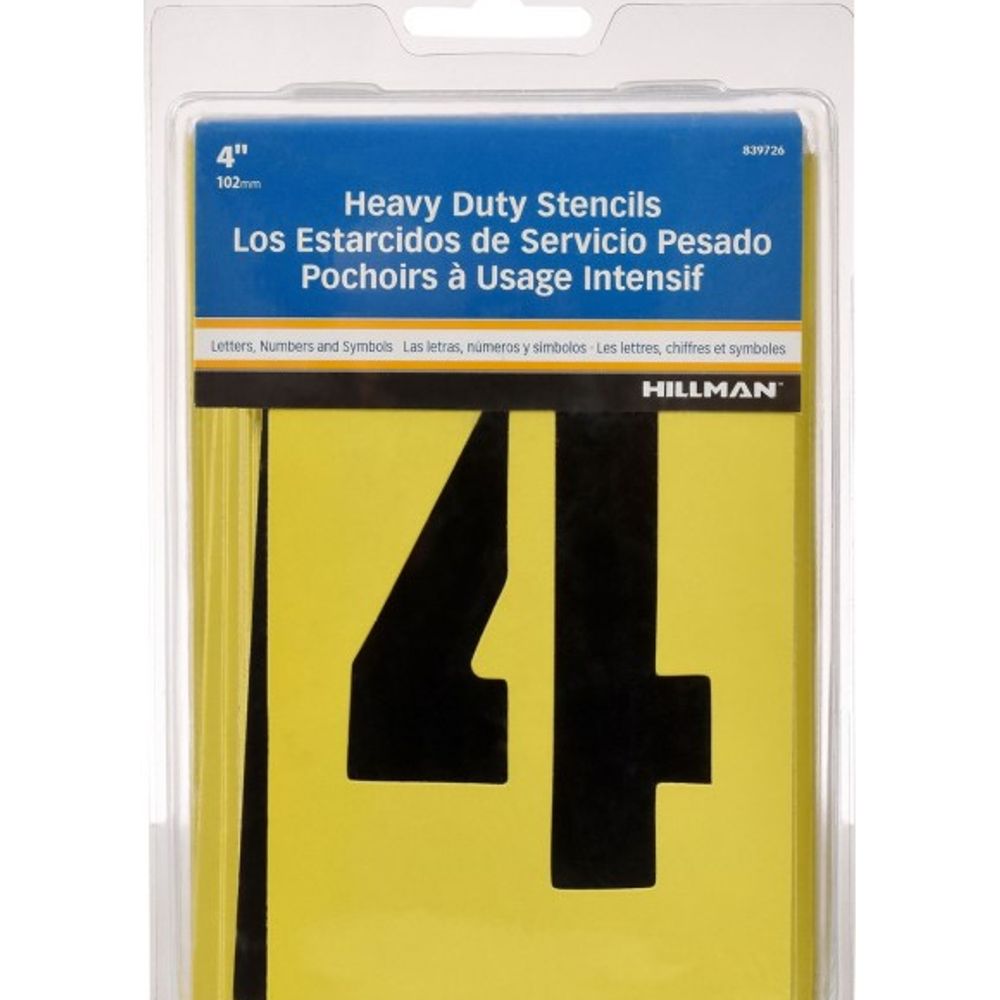 4"
839726
102mm
Heavy Duty Stencils
Los Estarcidos de Servicio Pesado
Pochoirs à Usage Intensif
Letters, Numbers and Symbols · Las letras, números y simbolos · Les lettres, chiffres et symboles
HILLMAN™
4